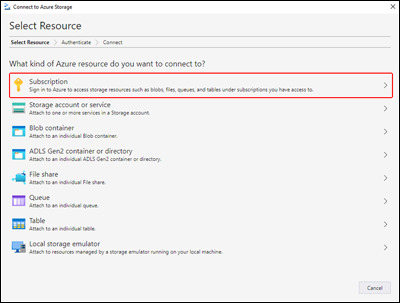 Connect to Azure Storage
Select Resource
Select Resource > Authenticate > Connect
What kind of Azure resource do you want to connect to?
Subscription
Sign in to Azure to access storage resources such as blobs, files, queues, and tables under subscriptions you have access to.
Storage account or service
Attach to one or more services in a Storage account.
Blob container
Attach to an individual Blob container.
ADLS Gen2 container or directory
Attach to an individual ADLS Gen2 container or directory.
File share
Attach to an individual File share.
Queue
Attach to an individual queue.
Table
Attach to an individual table.
Local storage emulator
Attach to resources managed by a storage emulator running on your local machine.
Cancel